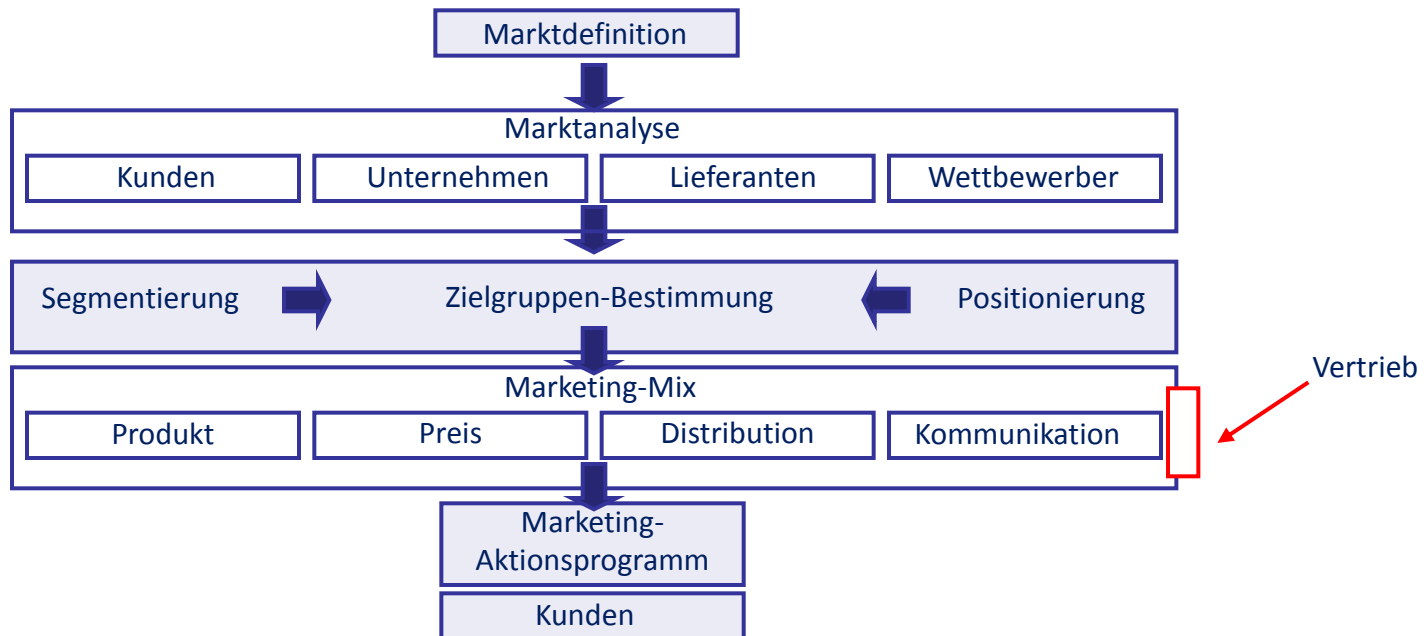 Marktdefinition
Marktanalyse
Kunden Unternehmen Lieferanten Wettbewerber
Segmentierung Zielgruppen-Bestimmung Positionierung
Marketing-Mix
Vertrieb
Produkt Preis Distribution Kommunikation
Marketing-
Aktionsprogramm
Kunden